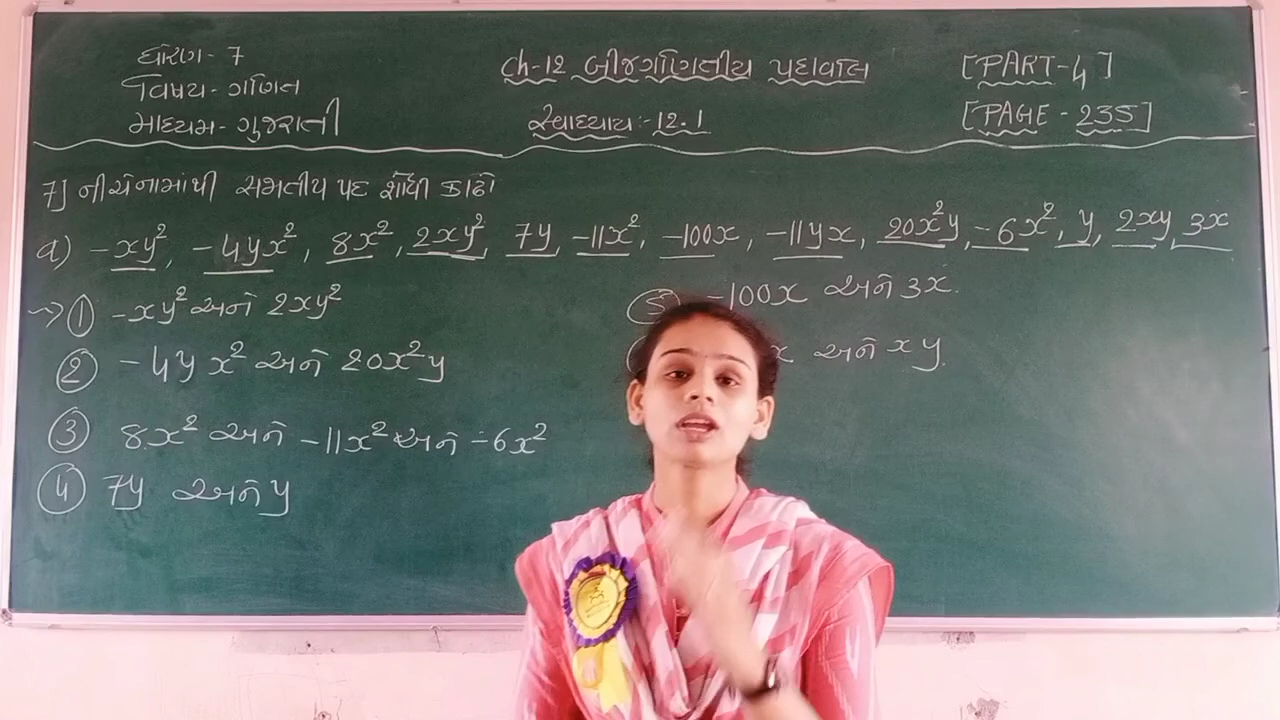 ધોરણ - 7
વિષય - ગણિત
માધ્યમ - ગુજરાતી
Ch-12 બીજગણિતીય પદાવલિ
સ્વાધ્યાય :- 12.1
[PART-4]
[PAGE - 235]
7] નીચેનામાંથી સમતીય પદ શોધી કાઢો
a) -xy², -4yx², 8x², 2xy², 7y, -11x², -100x, -11yx, 20x²y, -6x², y, 2xy, 3x
→ ① -xy² અને 2xy²
② -4yx² અને 20x²y
③ 8x² અને -11x² અને -6x²
④ 7y અને y
⑤ -100x અને 3x.
x અને xy.